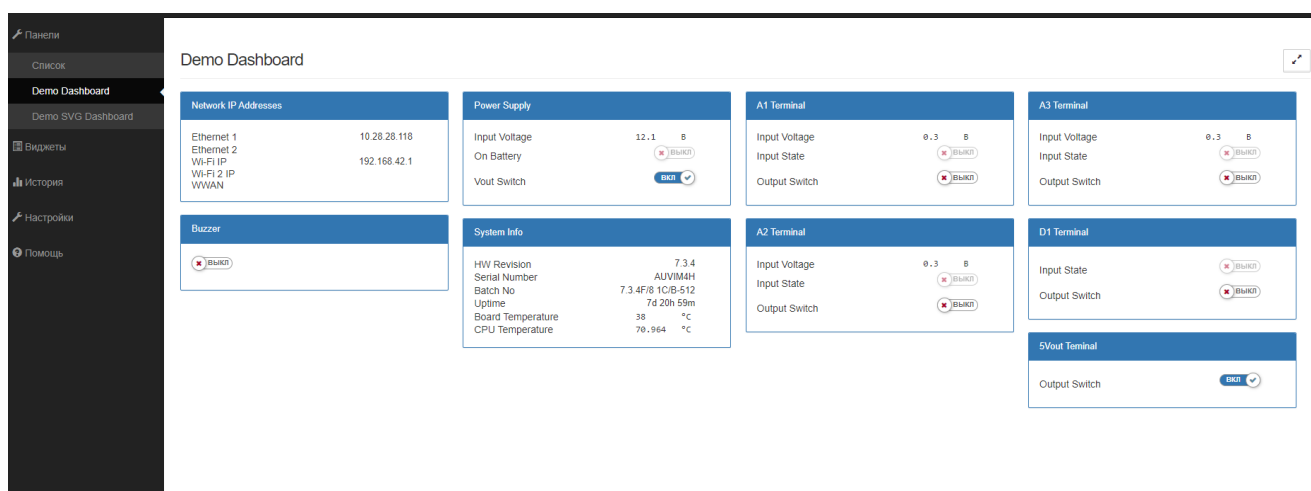 Панели
Список
Demo Dashboard
Demo SVG Dashboard
Виджеты
История
Настройки
Помощь
Demo Dashboard
Network IP Addresses
Ethernet 1 10.28.28.118
Ethernet 2
Wi-Fi IP 192.168.42.1
Wi-Fi 2 IP
WWAN
Buzzer
ВЫКЛ
Power Supply
Input Voltage 12.1 В
On Battery ВЫКЛ
Vout Switch ВКЛ
System Info
HW Revision 7.3.4
Serial Number AUVIM4H
Batch No 7.3.4F/8 1C/B-512
Uptime 7d 20h 59m
Board Temperature 38 °C
CPU Temperature 70.964 °C
A1 Terminal
Input Voltage 0.3 В
Input State ВЫКЛ
Output Switch ВЫКЛ
A2 Terminal
Input Voltage 0.3 В
Input State ВЫКЛ
Output Switch ВЫКЛ
A3 Terminal
Input Voltage 0.3 В
Input State ВЫКЛ
Output Switch ВЫКЛ
D1 Terminal
Input State ВЫКЛ
Output Switch ВЫКЛ
5Vout Teminal
Output Switch ВКЛ